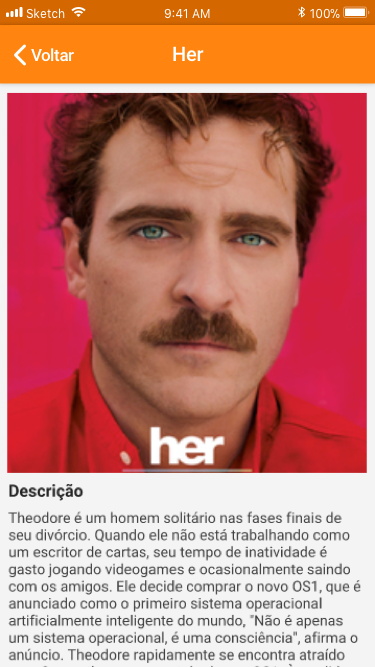 Sketch 9:41 AM 100%
Voltar Her
her
Descrição
Theodore é um homem solitário nas fases finais de
seu divórcio. Quando ele não está trabalhando como
um escritor de cartas, seu tempo de inatividade é
gasto jogando videogames e ocasionalmente saindo
com os amigos. Ele decide comprar o novo OS1, que é
anunciado como o primeiro sistema operacional
artificialmente inteligente do mundo, "Não é apenas
um sistema operacional, é uma consciência", afirma o
anúncio. Theodore rapidamente se encontra atraído